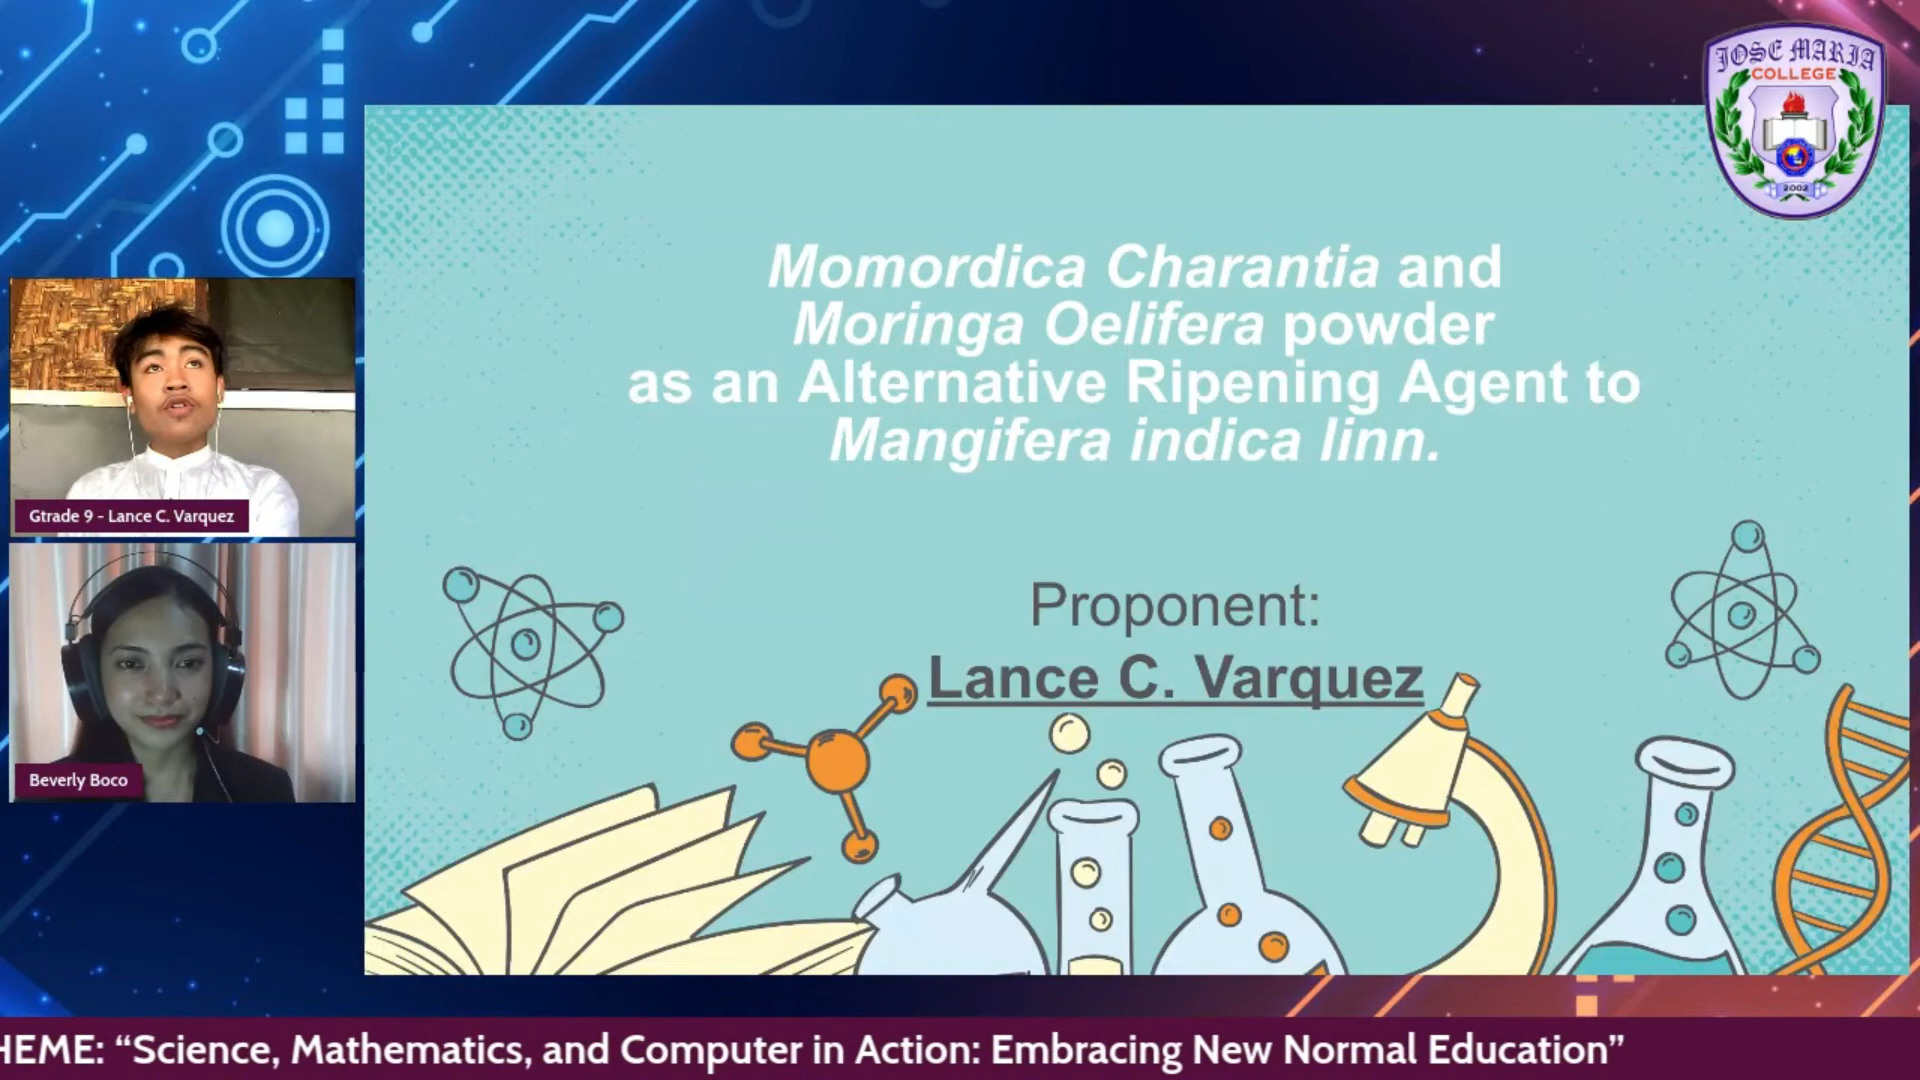 JOSE MARIA
COLLEGE
2002
Momordica Charantia and
Moringa Oelifera powder
as an Alternative Ripening Agent to
Mangifera indica linn.
Proponent:
Lance C. Varquez
Gtrade 9 - Lance C. Varquez
Beverly Boco
HEME: “Science, Mathematics, and Computer in Action: Embracing New Normal Education”